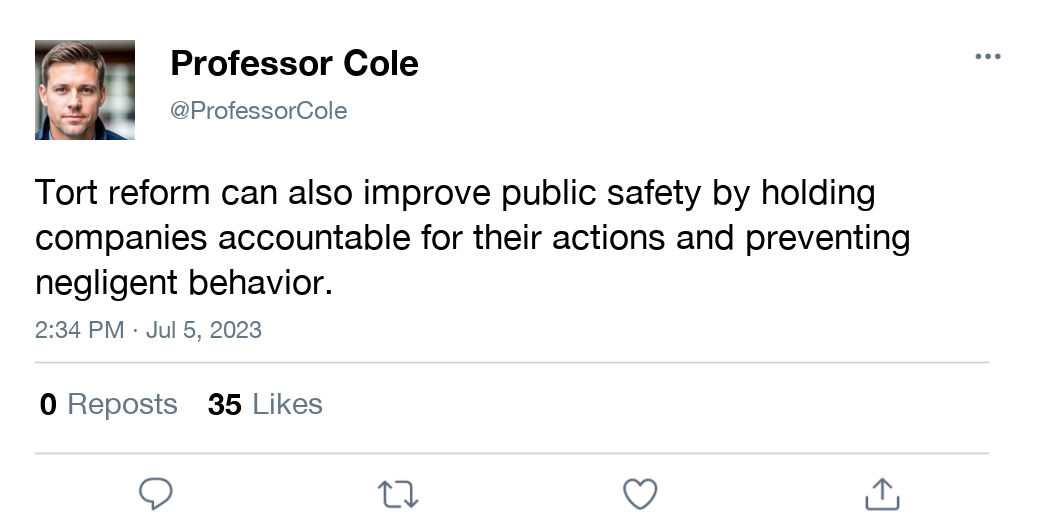 Professor Cole
@ProfessorCole
Tort reform can also improve public safety by holding
companies accountable for their actions and preventing
negligent behavior.
2:34 PM · Jul 5, 2023
0 Reposts 35 Likes